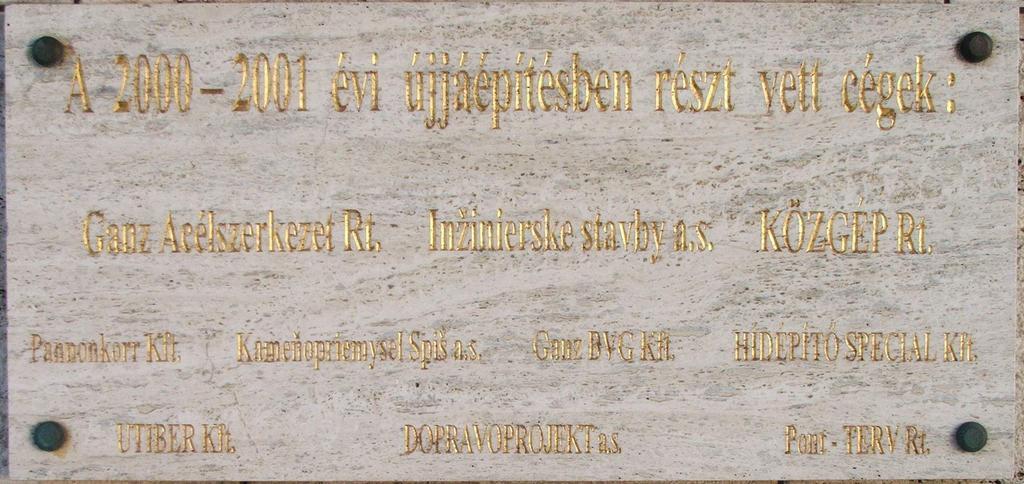 A 2000 – 2001 évi újjáépítésben részt vett cégek :
Ganz Acélszerkezet Rt. Inžinierske stavby a.s. KÖZGÉP Rt.
Pannonkorr Kft. Kameňopriemysel Spiš a.s. Ganz BVG Kft. HÍDÉPÍTŐ SPECIAL Kft.
UTIBER Kft. DOPRAVOPROJEKT a.s. Pont - TERV Rt.